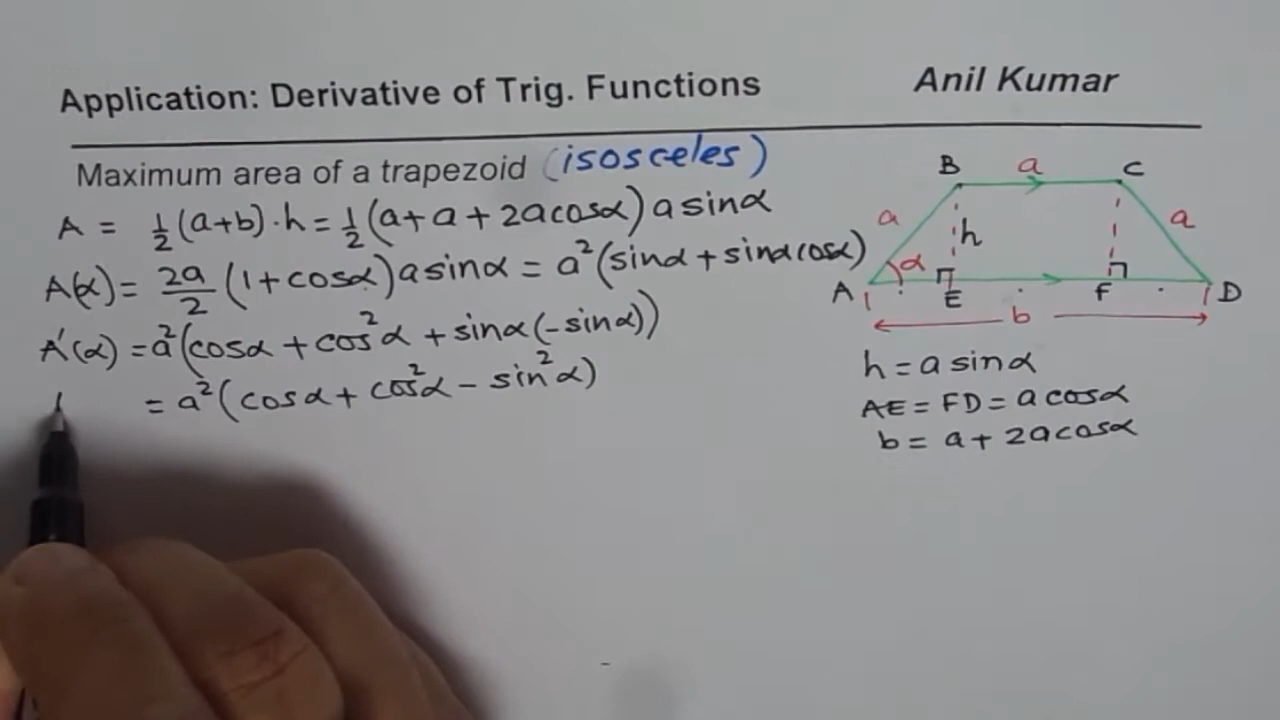 Application: Derivative of Trig. Functions
Anil Kumar
Maximum area of a trapezoid (isosceles)
A = ½(a+b)·h = ½(a+a+2acosα)asinα
A(α) = 2a/2 (1+cosα)asinα = a²(sinα+sinαcosα)
A'(α) = a²(cosα + cos²α + sinα(-sinα))
= a²(cosα + cos²α - sin²α)
B a C
a h a
α
A E F D
b
h = a sinα
AE = FD = a cosα
b = a + 2acosα